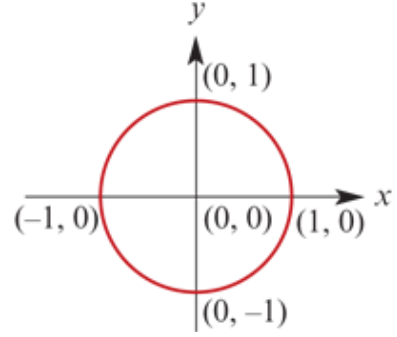 y
(0, 1)
x
(–1, 0) (0, 0) (1, 0)
(0, –1)